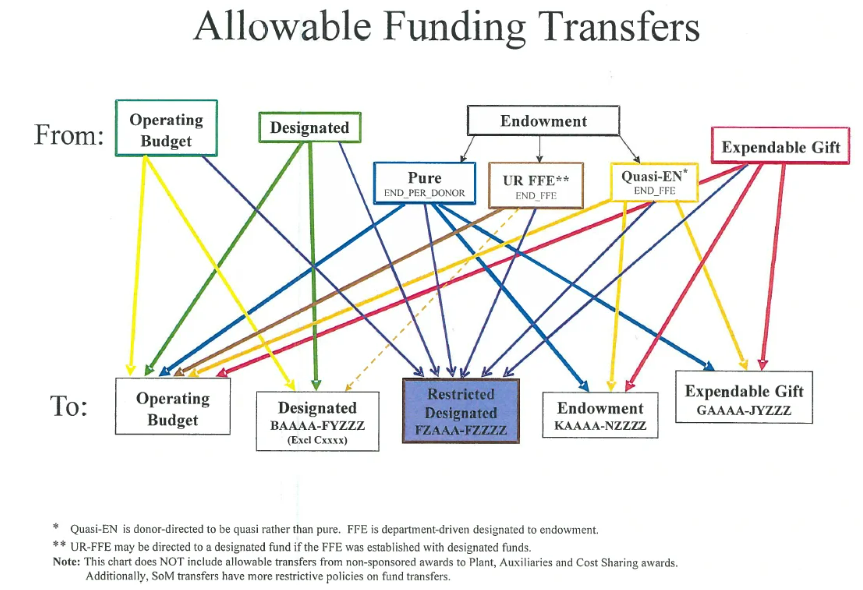 Allowable Funding Transfers
From:
Operating
Budget
Designated
Endowment
Expendable Gift
Pure
END_PER_DONOR
UR FFE**
END_FFE
Quasi-EN*
END_FFE
To:
Operating
Budget
Designated
BAAAA-FYZZZ
(Excl Cxxxx)
Restricted
Designated
FZAAA-FZZZZ
Endowment
KAAAA-NZZZZ
Expendable Gift
GAAAA-JYZZZ
* Quasi-EN is donor-directed to be quasi rather than pure. FFE is department-driven designated to endowment.
** UR-FFE may be directed to a designated fund if the FFE was established with designated funds.
Note: This chart does NOT include allowable transfers from non-sponsored awards to Plant, Auxiliaries and Cost Sharing awards.
Additionally, SoM transfers have more restrictive policies on fund transfers.